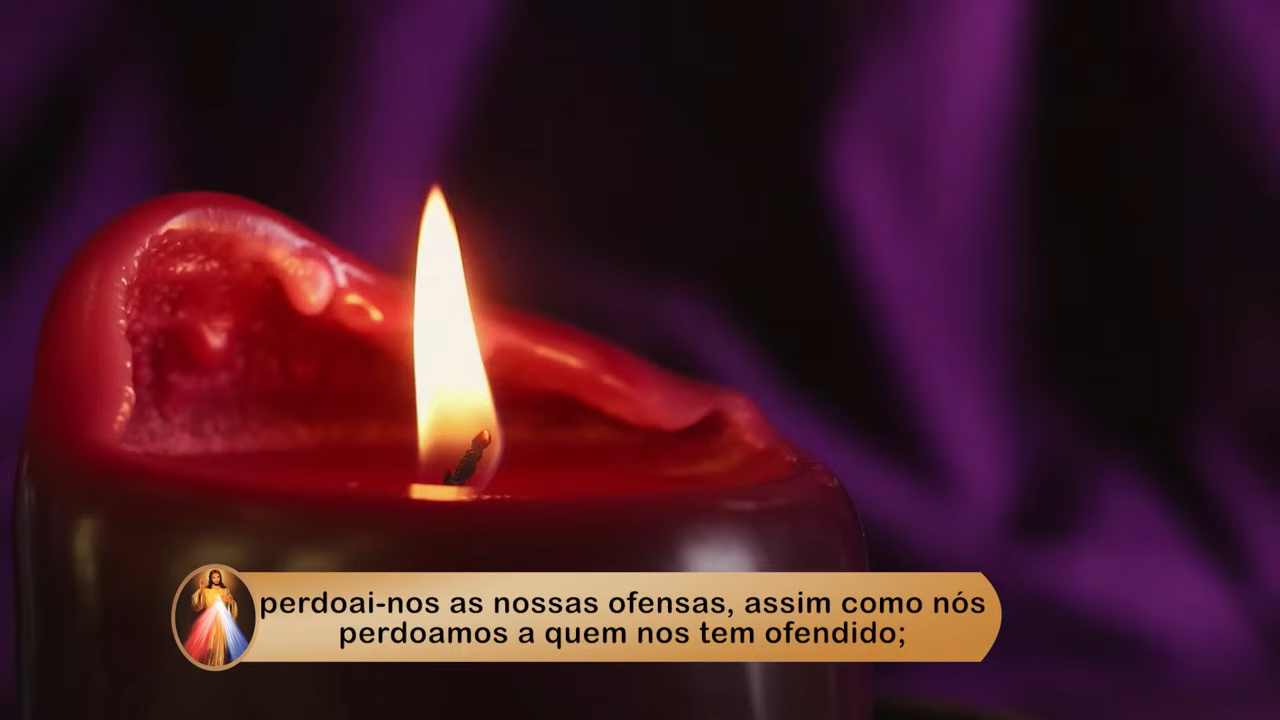 perdoai-nos as nossas ofensas, assim como nós
perdoamos a quem nos tem ofendido;